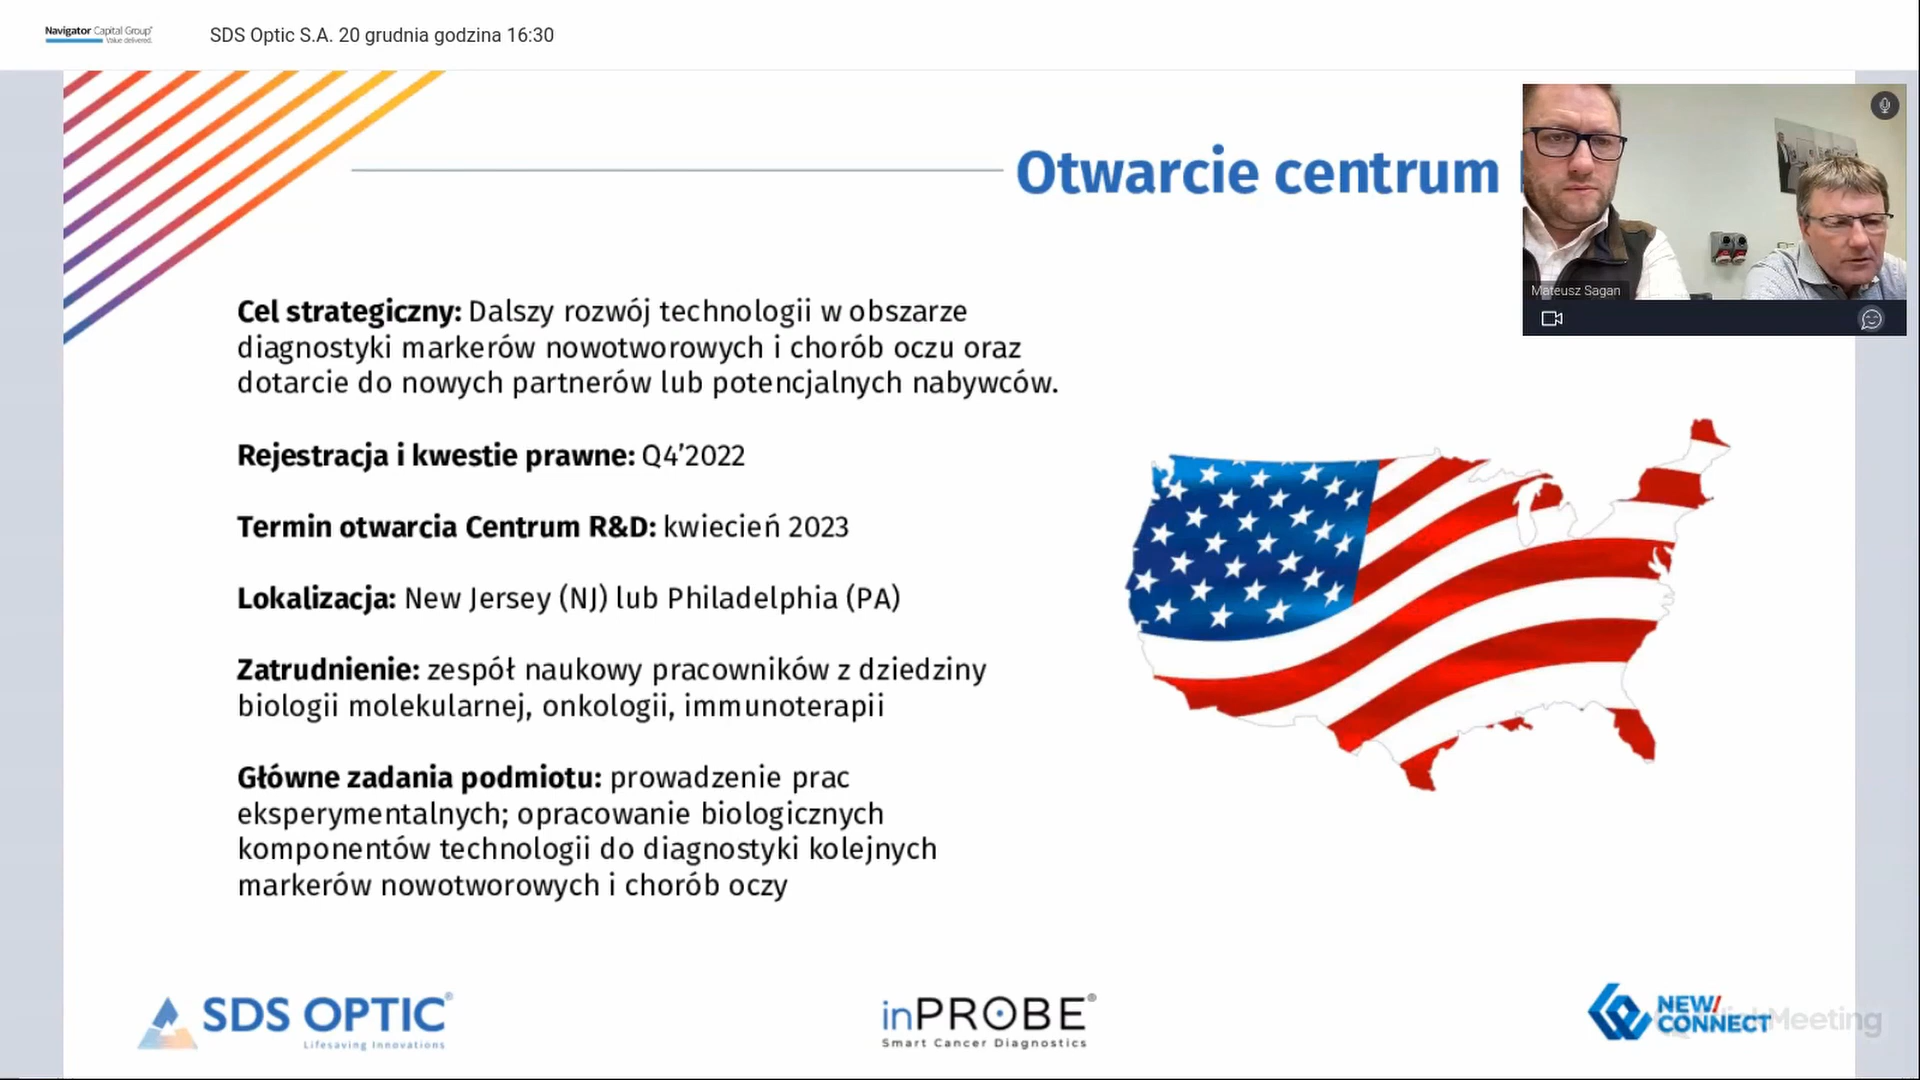 Navigator Capital Group®
Value delivered.
SDS Optic S.A. 20 grudnia godzina 16:30
Otwarcie centrum
Mateusz Sagan
Cel strategiczny: Dalszy rozwój technologii w obszarze
diagnostyki markerów nowotworowych i chorób oczu oraz
dotarcie do nowych partnerów lub potencjalnych nabywców.
Rejestracja i kwestie prawne: Q4’2022
Termin otwarcia Centrum R&D: kwiecień 2023
Lokalizacja: New Jersey (NJ) lub Philadelphia (PA)
Zatrudnienie: zespół naukowy pracowników z dziedziny
biologii molekularnej, onkologii, immunoterapii
Główne zadania podmiotu: prowadzenie prac
eksperymentalnych; opracowanie biologicznych
komponentów technologii do diagnostyki kolejnych
markerów nowotworowych i chorób oczy
SDS OPTIC®
Lifesaving Innovations
inPROBE®
Smart Cancer Diagnostics
NEW/
CONNECT
Meeting